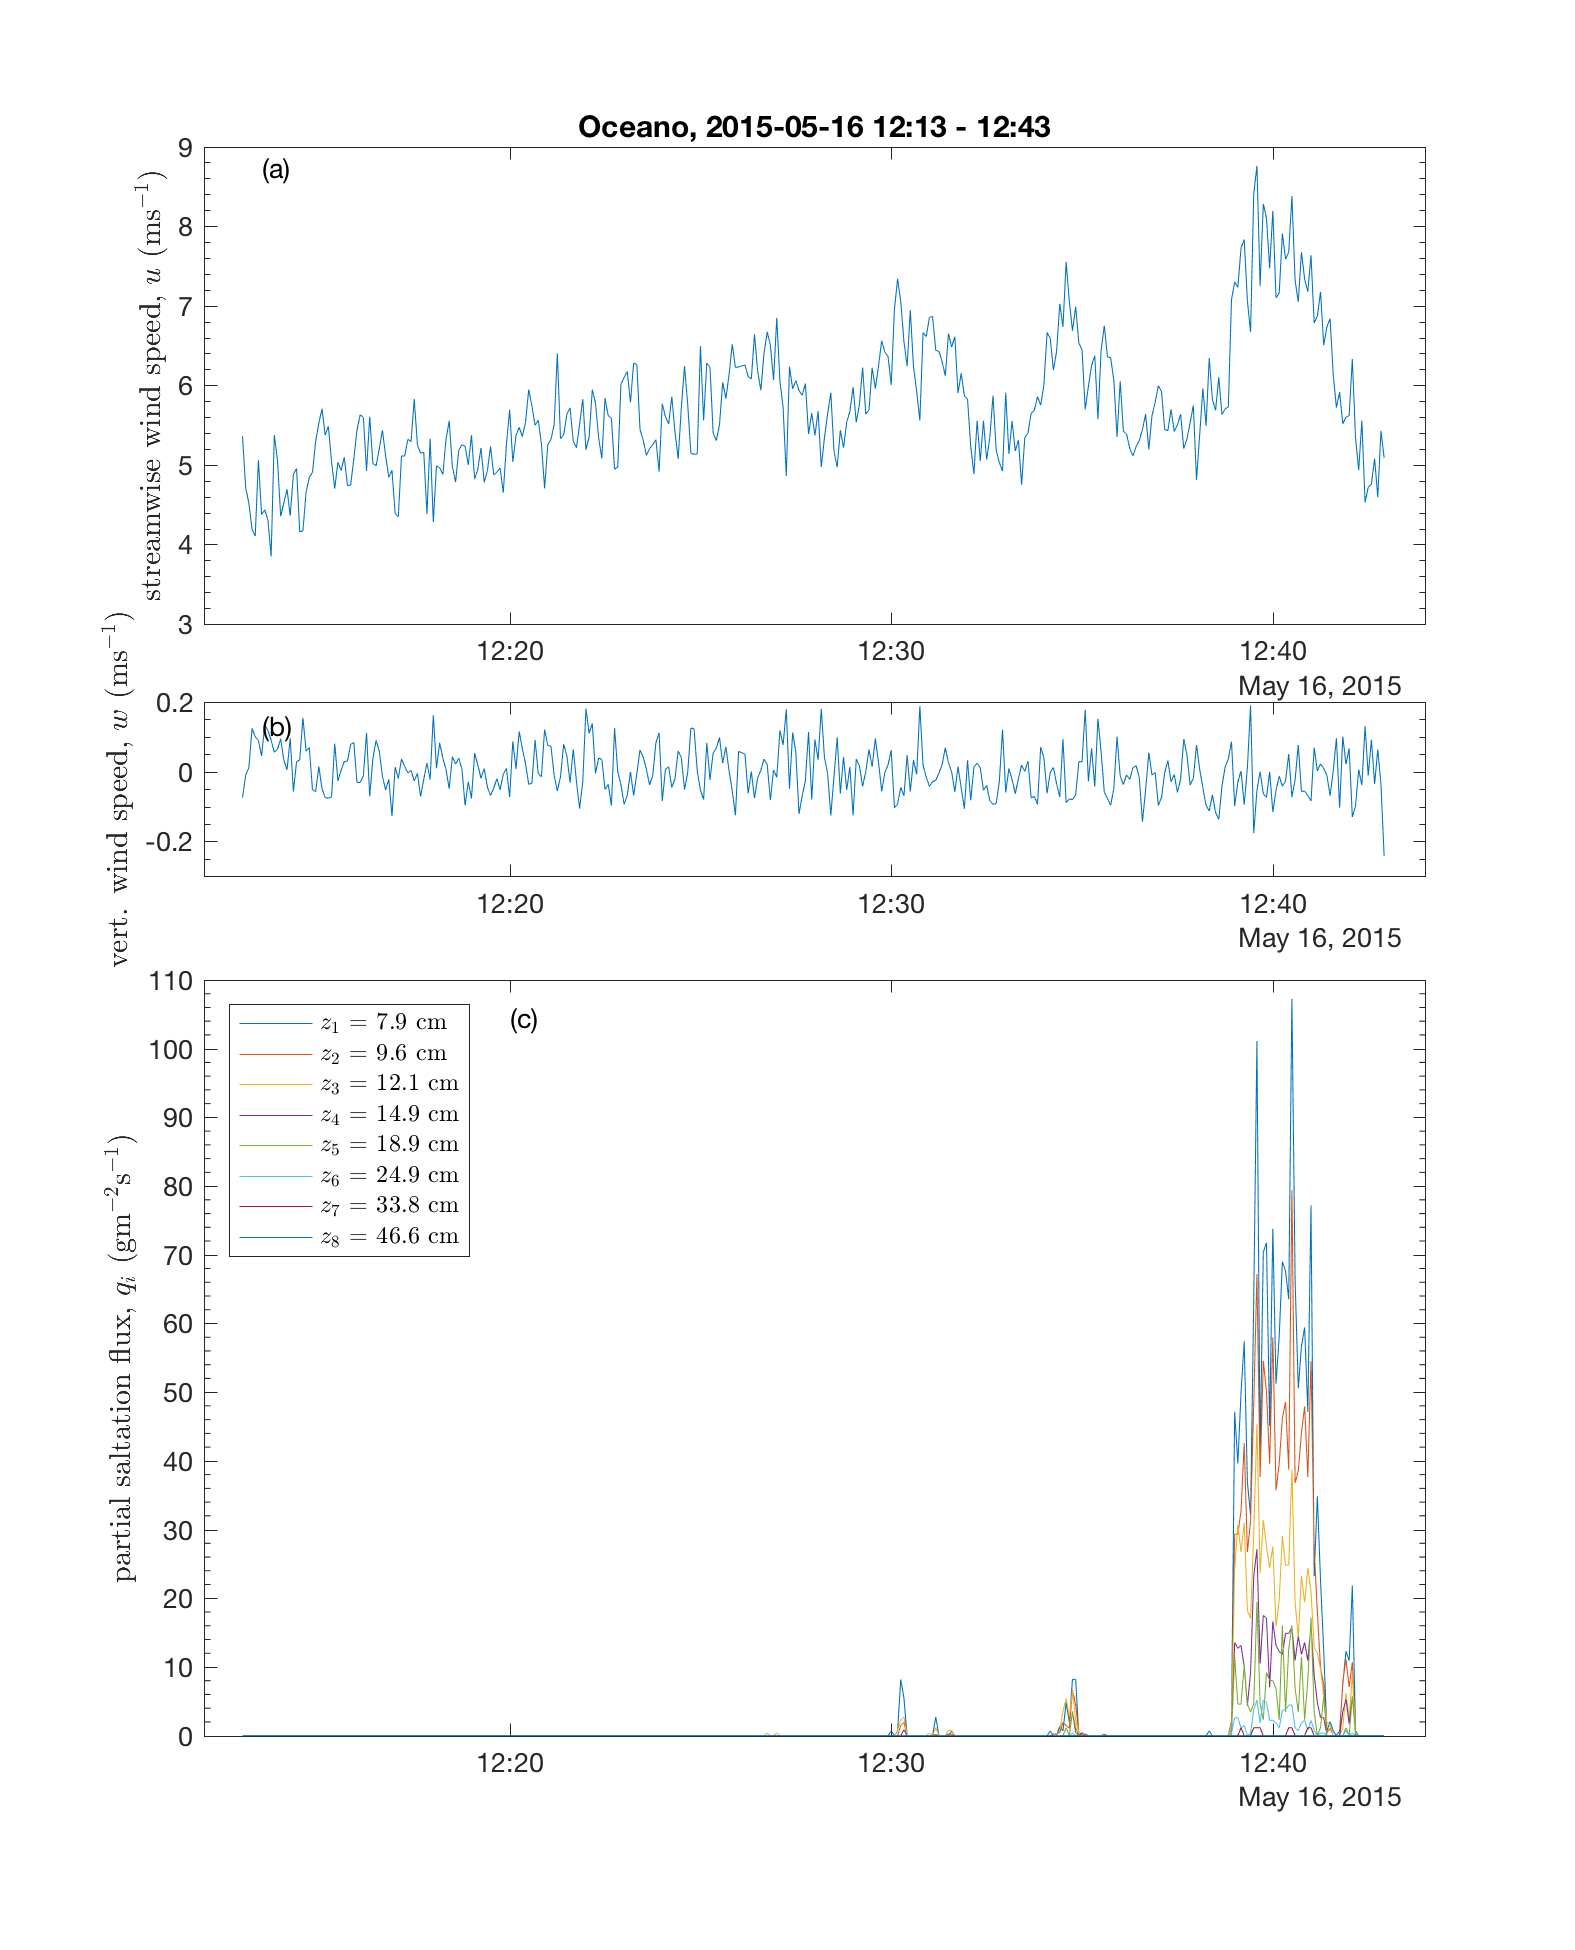 Oceano, 2015-05-16 12:13 - 12:43
(a)
streamwise wind speed, u (ms⁻¹)
9
8
7
6
5
4
3
12:20 12:30 12:40
May 16, 2015
(b)
vert. wind speed, w (ms⁻¹)
0.2
0
-0.2
12:20 12:30 12:40
May 16, 2015
(c)
partial saltation flux, qᵢ (gm⁻²s⁻¹)
110
100
90
80
70
60
50
40
30
20
10
0
z₁ = 7.9 cm
z₂ = 9.6 cm
z₃ = 12.1 cm
z₄ = 14.9 cm
z₅ = 18.9 cm
z₆ = 24.9 cm
z₇ = 33.8 cm
z₈ = 46.6 cm
12:20 12:30 12:40
May 16, 2015